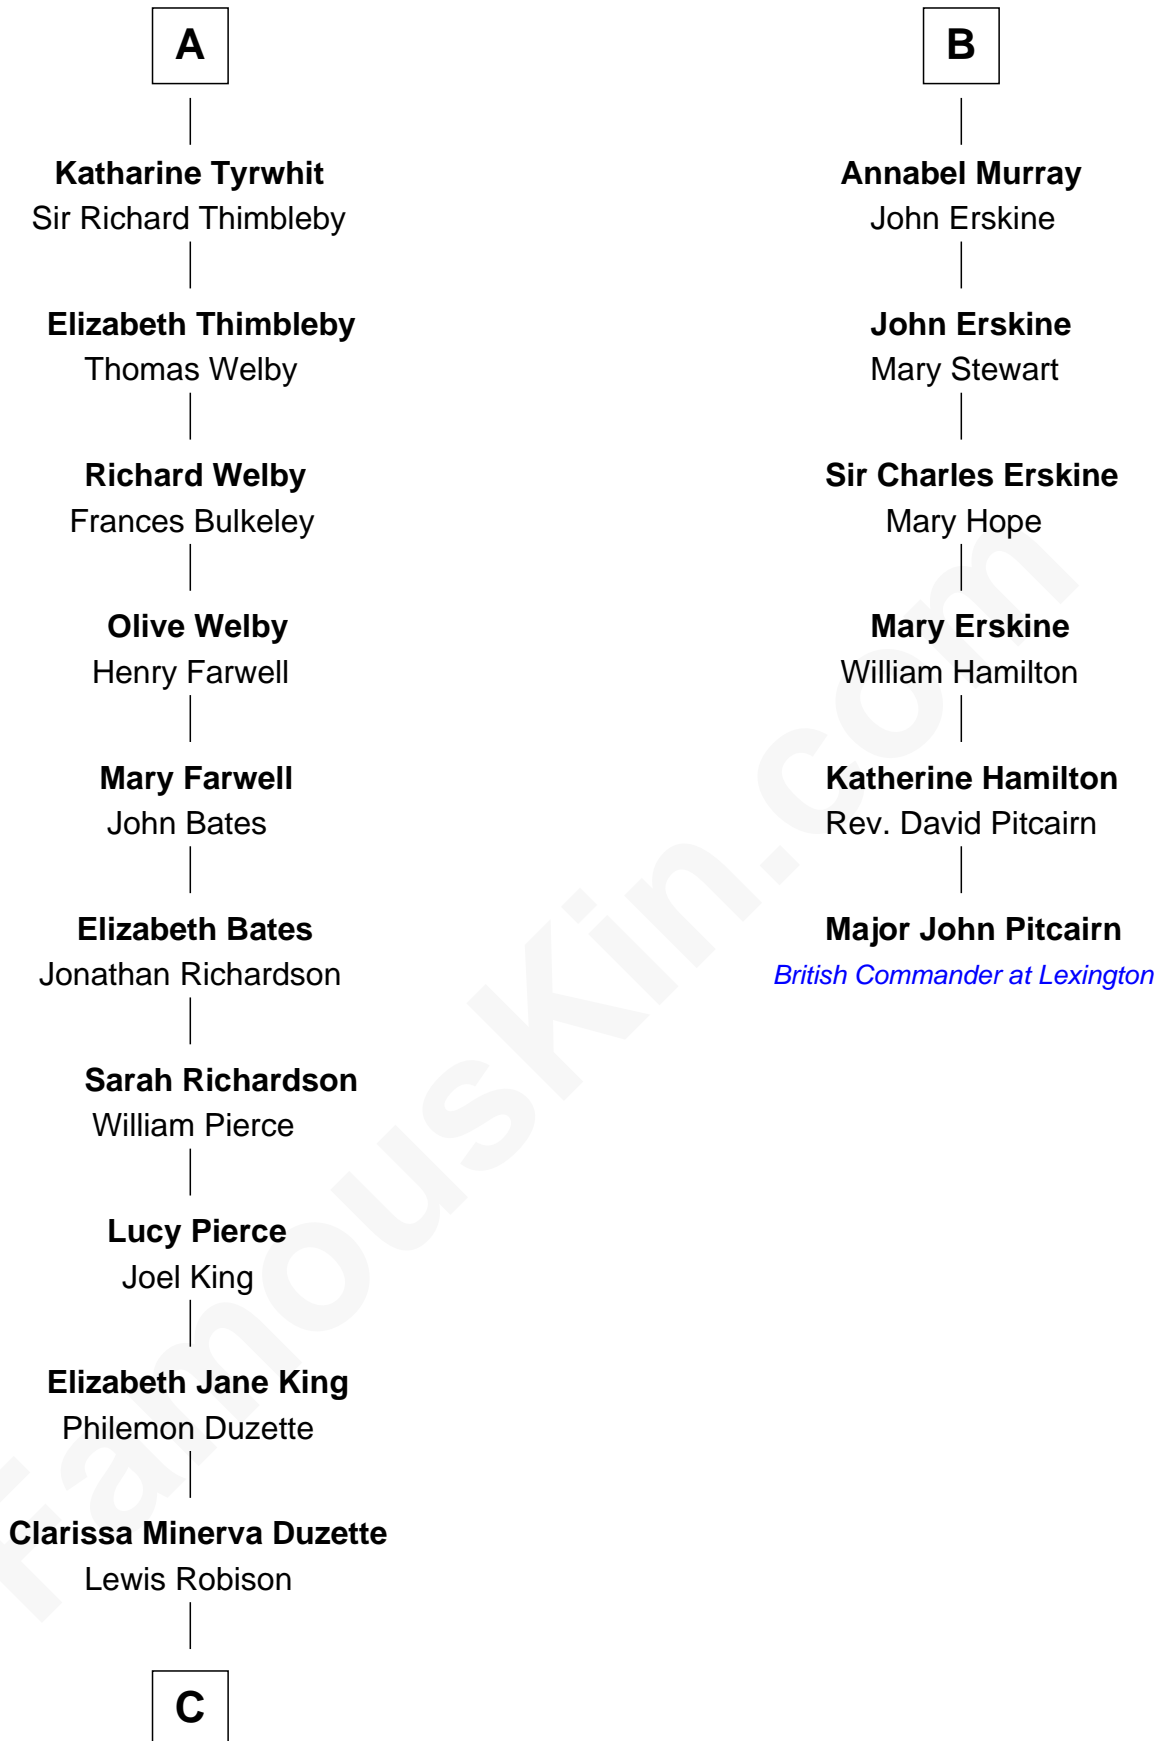 A
Katharine Tyrwhit
Sir Richard Thimbleby
Elizabeth Thimbleby
Thomas Welby
Richard Welby
Frances Bulkeley
Olive Welby
Henry Farwell
Mary Farwell
John Bates
Elizabeth Bates
Jonathan Richardson
Sarah Richardson
William Pierce
Lucy Pierce
Joel King
Elizabeth Jane King
Philemon Duzette
Clarissa Minerva Duzette
Lewis Robison
C
B
Annabel Murray
John Erskine
John Erskine
Mary Stewart
Sir Charles Erskine
Mary Hope
Mary Erskine
William Hamilton
Katherine Hamilton
Rev. David Pitcairn
Major John Pitcairn
British Commander at Lexington
FamousKin.com